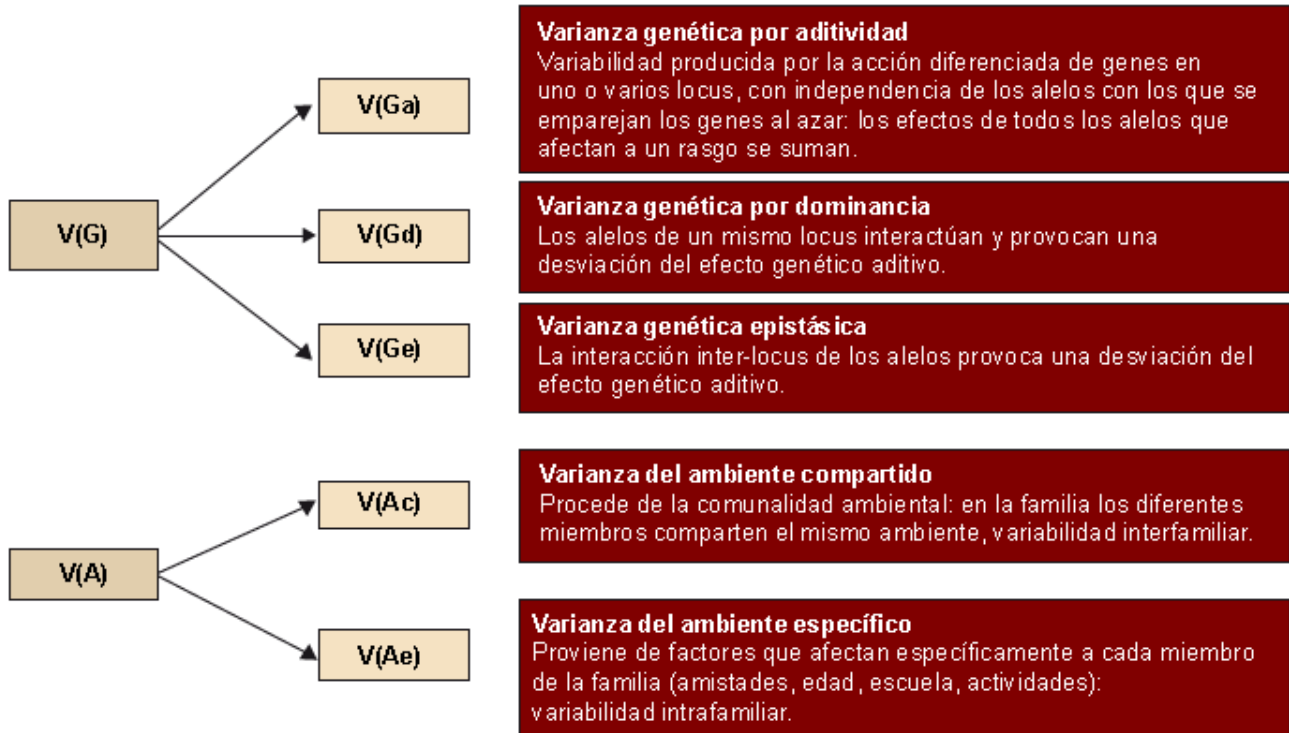 V(G)
V(Ga)
Varianza genética por aditividad
Variabilidad producida por la acción diferenciada de genes en
uno o varios locus, con independencia de los alelos con los que se
emparejan los genes al azar: los efectos de todos los alelos que
afectan a un rasgo se suman.
V(Gd)
Varianza genética por dominancia
Los alelos de un mismo locus interactúan y provocan una
desviación del efecto genético aditivo.
V(Ge)
Varianza genética epistásica
La interacción inter-locus de los alelos provoca una desviación del
efecto genético aditivo.
V(A)
V(Ac)
Varianza del ambiente compartido
Procede de la comunalidad ambiental: en la familia los diferentes
miembros comparten el mismo ambiente, variabilidad interfamiliar.
V(Ae)
Varianza del ambiente específico
Proviene de factores que afectan específicamente a cada miembro
de la familia (amistades, edad, escuela, actividades):
variabilidad intrafamiliar.